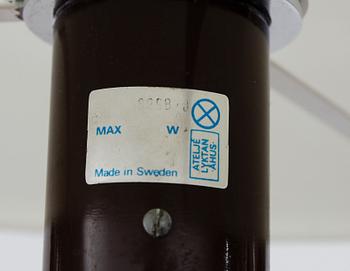 MAX W
Made in Sweden
ATELJÉ
LYKTAN
ÅHUS